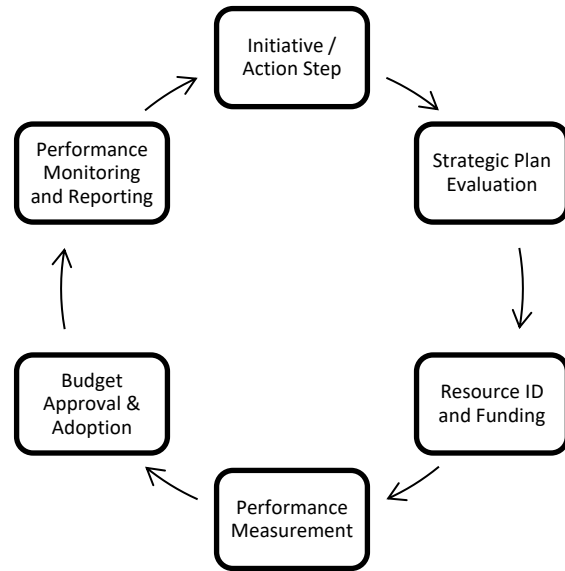 Initiative /
Action Step
Strategic Plan
Evaluation
Resource ID
and Funding
Performance
Measurement
Budget
Approval &
Adoption
Performance
Monitoring
and Reporting